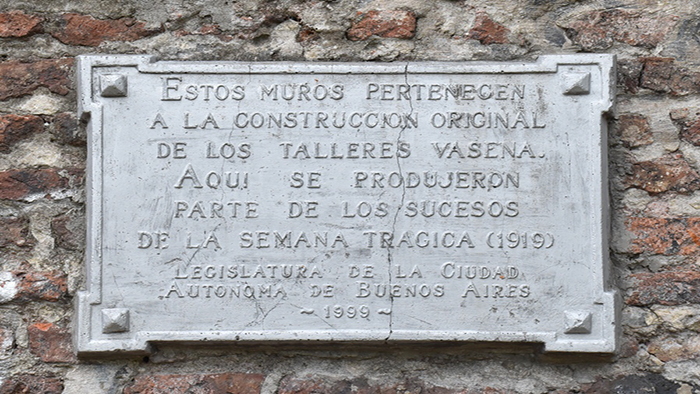 ESTOS MUROS PERTENECEN
A LA CONSTRUCCION ORIGINAL
DE LOS TALLERES VASENA.
AQUI SE PRODUJERON
PARTE DE LOS SUCESOS
DE LA SEMANA TRAGICA (1919)
LEGISLATURA DE LA CIUDAD
AUTONOMA DE BUENOS AIRES
~ 1999 ~